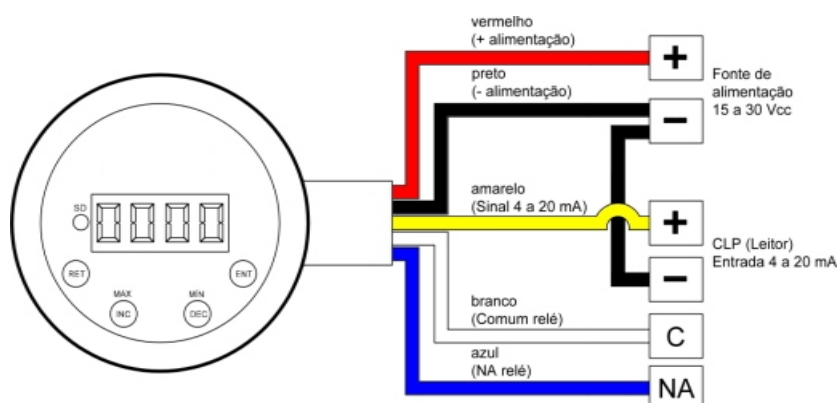 vermelho
(+ alimentação)
+
preto
(- alimentação)
−
Fonte de
alimentação
15 a 30 Vcc
SD
0000
RET
ENT
MAX
INC
MÍN
DEC
amarelo
(Sinal 4 a 20 mA)
+
−
CLP (Leitor)
Entrada 4 a 20 mA
branco
(Comum relé)
C
azul
(NA relé)
NA